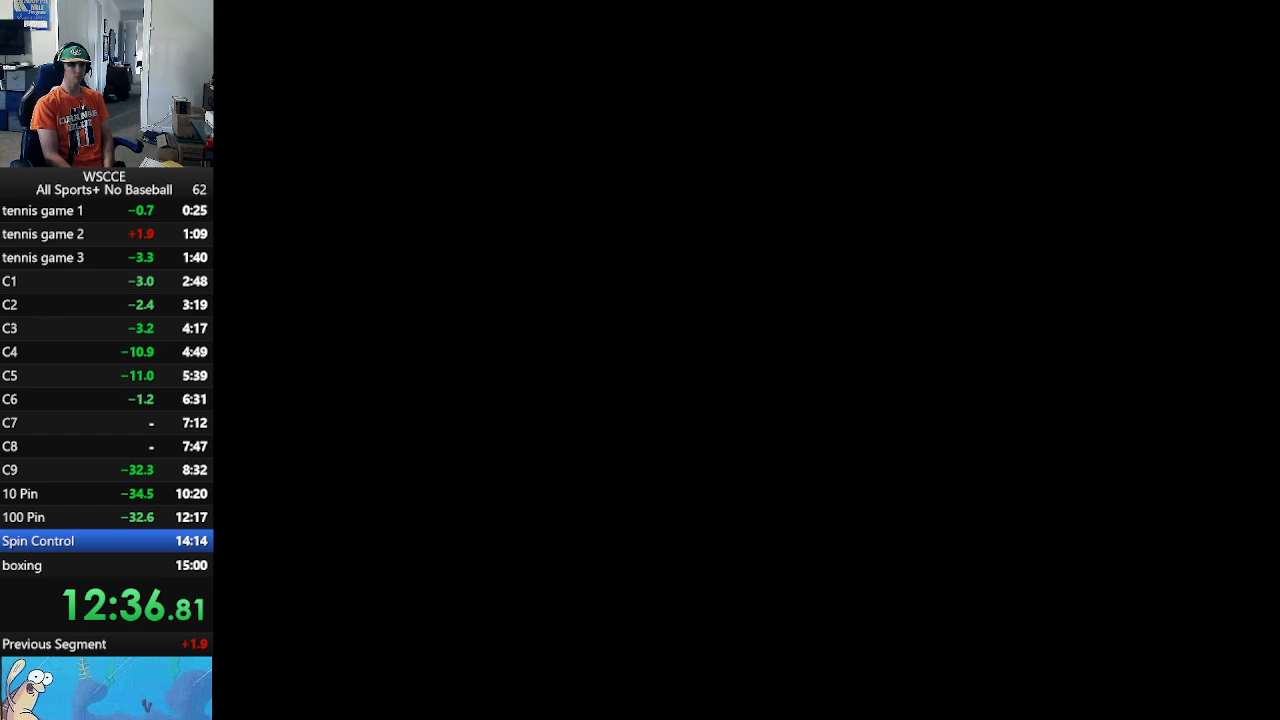 WSCCE
All Sports+ No Baseball 62
tennis game 1 −0.7 0:25
tennis game 2 +1.9 1:09
tennis game 3 −3.3 1:40
C1 −3.0 2:48
C2 −2.4 3:19
C3 −3.2 4:17
C4 −10.9 4:49
C5 −11.0 5:39
C6 −1.2 6:31
C7 - 7:12
C8 - 7:47
C9 −32.3 8:32
10 Pin −34.5 10:20
100 Pin −32.6 12:17
Spin Control 14:14
boxing 15:00
12:36.81
Previous Segment +1.9